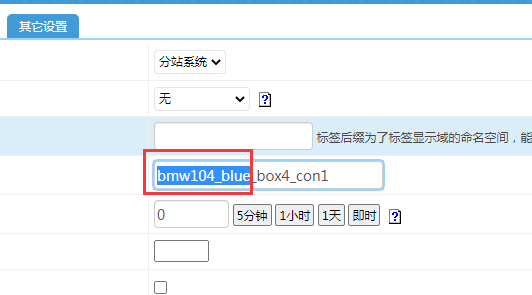 其它设置
分站系统
无
标签后缀为了标签显示域的命名空间，能
bmw104_blue_box4_con1
0 5分钟 1小时 1天 即时